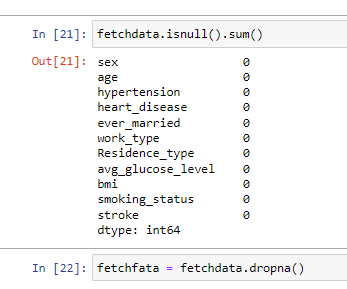 In [21]: fetchdata.isnull().sum()
Out[21]: sex 0
age 0
hypertension 0
heart_disease 0
ever_married 0
work_type 0
Residence_type 0
avg_glucose_level 0
bmi 0
smoking_status 0
stroke 0
dtype: int64
In [22]: fetchfata = fetchdata.dropna()